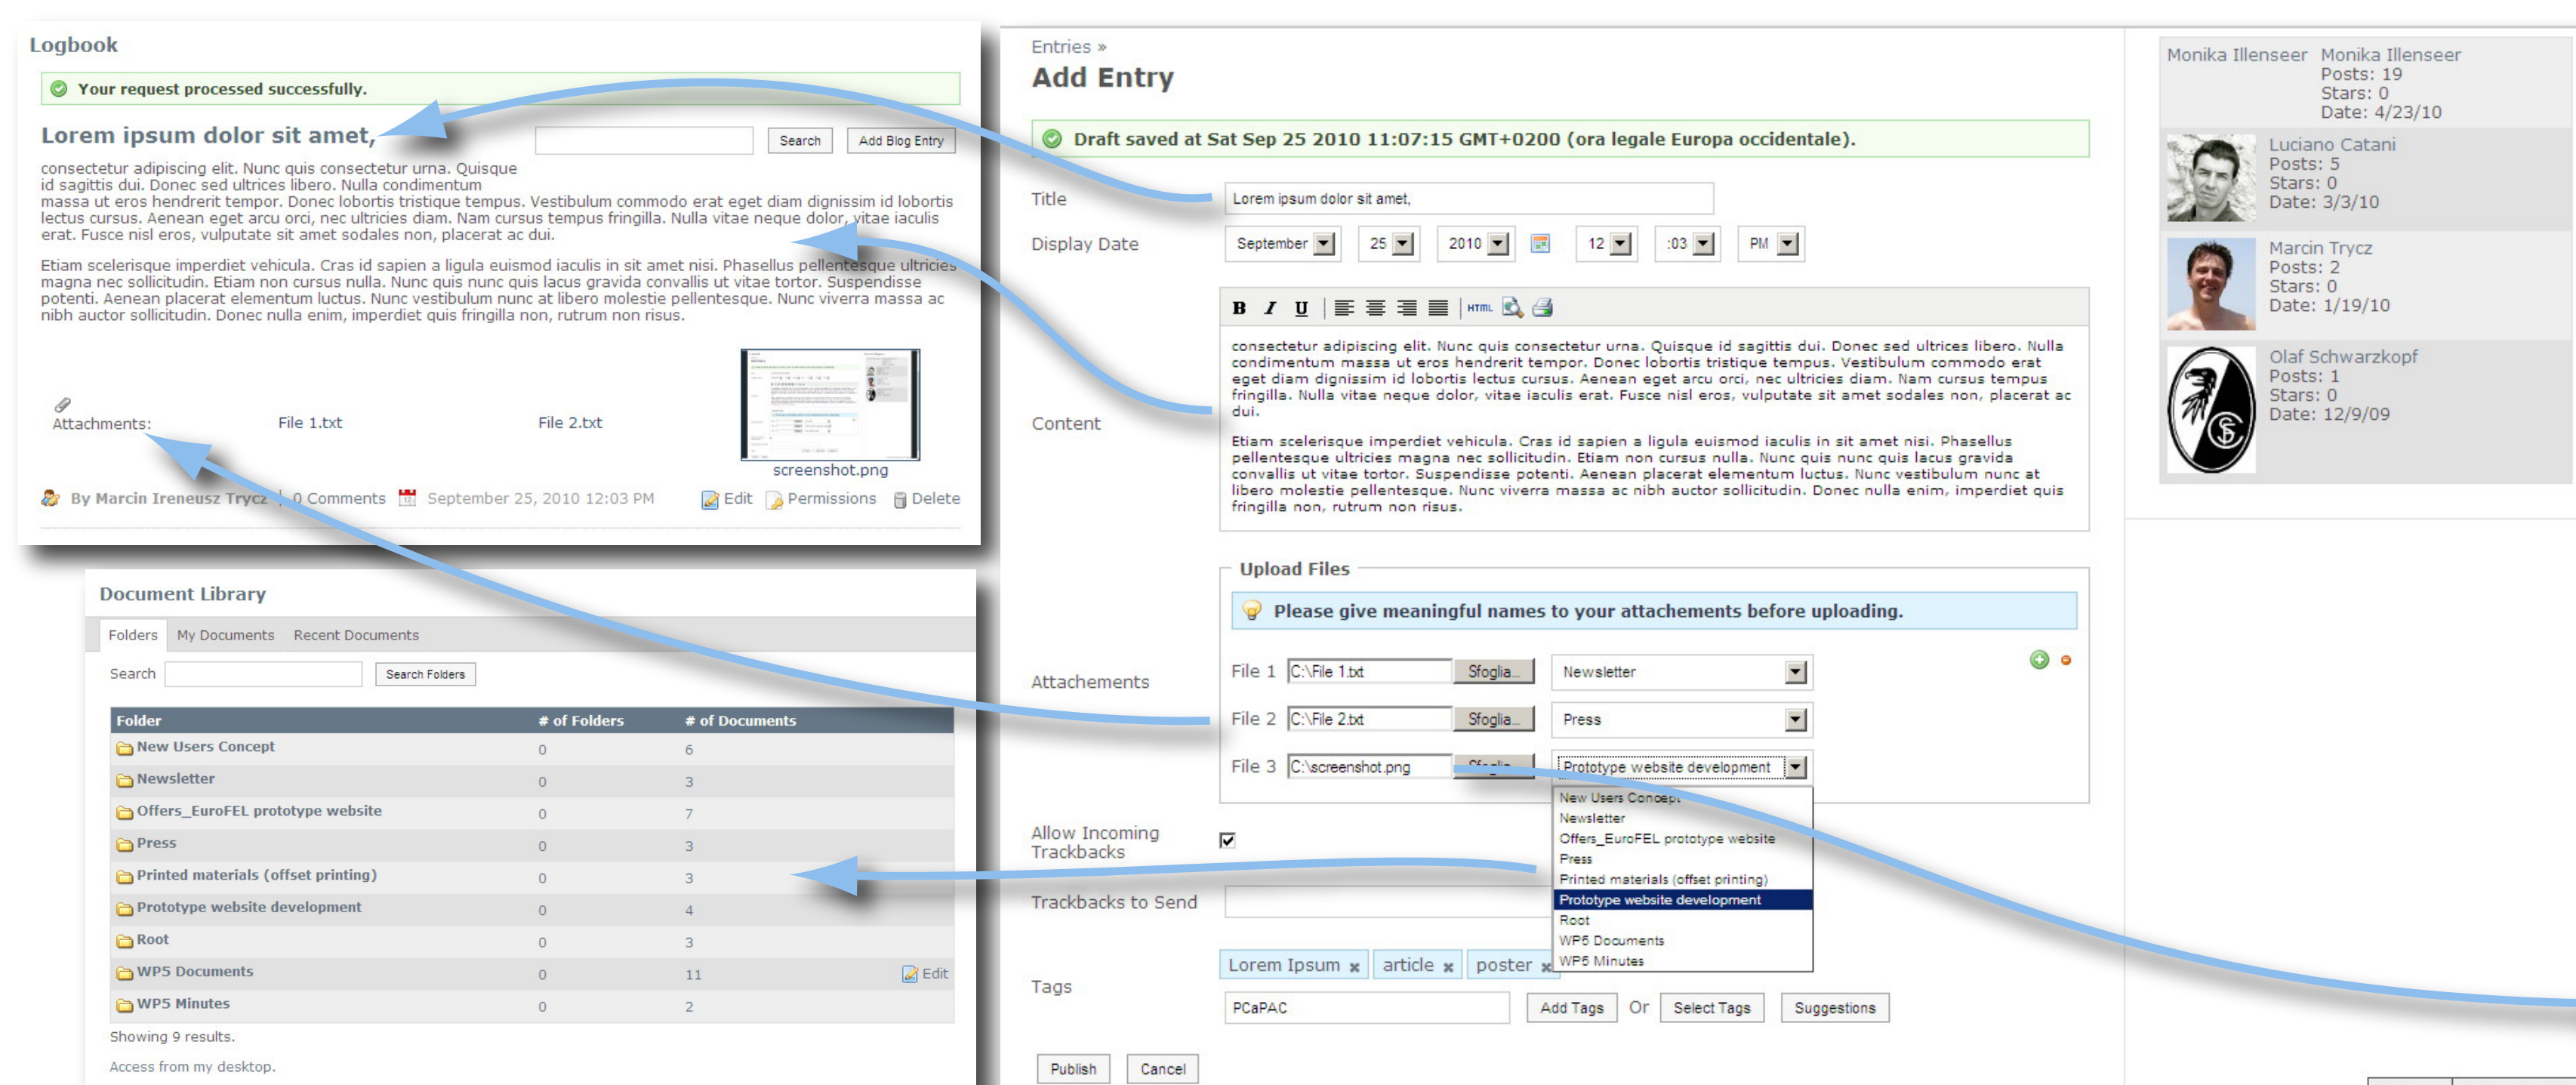 Logbook
Your request processed successfully.
Lorem ipsum dolor sit amet,
Search
Add Blog Entry
consectetur adipiscing elit. Nunc quis consectetur urna. Quisque
id sagittis dui. Donec sed ultrices libero. Nulla condimentum
massa ut eros hendrerit tempor. Donec lobortis tristique tempus. Vestibulum commodo erat eget diam dignissim id lobortis
lectus cursus. Aenean eget arcu orci, nec ultricies diam. Nam cursus tempus fringilla. Nulla vitae neque dolor, vitae iaculis
erat. Fusce nisl eros, vulputate sit amet sodales non, placerat ac dui.
Etiam scelerisque imperdiet vehicula. Cras id sapien a ligula euismod iaculis in sit amet nisi. Phasellus pellentesque ultricies
magna nec sollicitudin. Etiam non cursus nulla. Nunc quis nunc quis lacus gravida convallis ut vitae tortor. Suspendisse
potenti. Aenean placerat elementum luctus. Nunc vestibulum nunc at libero molestie pellentesque. Nunc viverra massa ac
nibh auctor sollicitudin. Donec nulla enim, imperdiet quis fringilla non, rutrum non risus.
Attachments:
File 1.txt
File 2.txt
screenshot.png
By Marcin Ireneusz Trycz | 0 Comments September 25, 2010 12:03 PM Edit Permissions Delete
Document Library
Folders My Documents Recent Documents
Search Search Folders
Folder # of Folders # of Documents
New Users Concept 0 6
Newsletter 0 3
Offers_EuroFEL prototype website 0 7
Press 0 3
Printed materials (offset printing) 0 3
Prototype website development 0 4
Root 0 3
WP5 Documents 0 11 Edit
WP5 Minutes 0 2
Showing 9 results.
Access from my desktop.
Entries »
Add Entry
Draft saved at Sat Sep 25 2010 11:07:15 GMT+0200 (ora legale Europa occidentale).
Title Lorem ipsum dolor sit amet,
Display Date September 25 2010 12 :03 PM
B I U HTML
Content
consectetur adipiscing elit. Nunc quis consectetur urna. Quisque id sagittis dui. Donec sed ultrices libero. Nulla
condimentum massa ut eros hendrerit tempor. Donec lobortis tristique tempus. Vestibulum commodo erat
eget diam dignissim id lobortis lectus cursus. Aenean eget arcu orci, nec ultricies diam. Nam cursus tempus
fringilla. Nulla vitae neque dolor, vitae iaculis erat. Fusce nisl eros, vulputate sit amet sodales non, placerat ac
dui.
Etiam scelerisque imperdiet vehicula. Cras id sapien a ligula euismod iaculis in sit amet nisi. Phasellus
pellentesque ultricies magna nec sollicitudin. Etiam non cursus nulla. Nunc quis nunc quis lacus gravida
convallis ut vitae tortor. Suspendisse potenti. Aenean placerat elementum luctus. Nunc vestibulum nunc at
libero molestie pellentesque. Nunc viverra massa ac nibh auctor sollicitudin. Donec nulla enim, imperdiet quis
fringilla non, rutrum non risus.
Attachements
Upload Files
Please give meaningful names to your attachements before uploading.
File 1 C:\File 1.txt Sfoglia... Newsletter
File 2 C:\File 2.txt Sfoglia... Press
File 3 C:\screenshot.png Sfoglia... Prototype website development
New Users Concept
Newsletter
Offers_EuroFEL prototype website
Press
Printed materials (offset printing)
Prototype website development
Root
WP5 Documents
WP5 Minutes
Allow Incoming
Trackbacks
Trackbacks to Send
Tags
Lorem Ipsum x article x poster x
PCaPAC Add Tags Or Select Tags Suggestions
Publish Cancel
Monika Illenseer Monika Illenseer
Posts: 19
Stars: 0
Date: 4/23/10
Luciano Catani
Posts: 5
Stars: 0
Date: 3/3/10
Marcin Trycz
Posts: 2
Stars: 0
Date: 1/19/10
Olaf Schwarzkopf
Posts: 1
Stars: 0
Date: 12/9/09